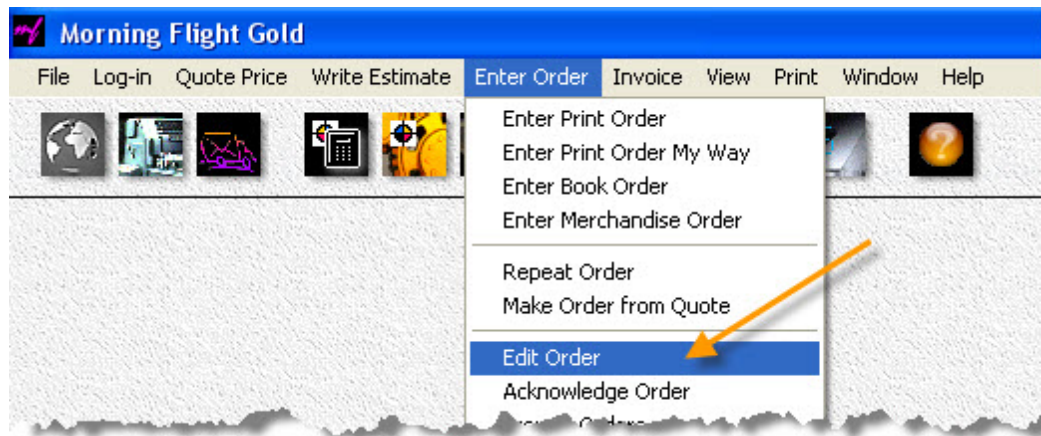 Morning Flight Gold
File Log-in Quote Price Write Estimate Enter Order Invoice View Print Window Help
Enter Print Order
Enter Print Order My Way
Enter Book Order
Enter Merchandise Order
Repeat Order
Make Order from Quote
Edit Order
Acknowledge Order